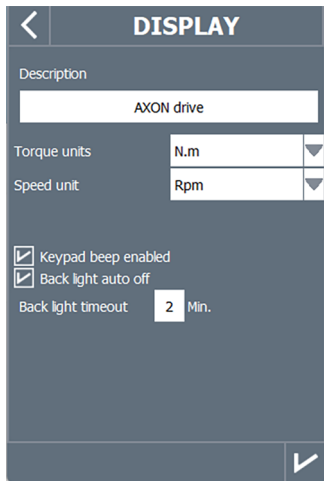 DISPLAY
Description
AXON drive
Torque units N.m
Speed unit Rpm
Keypad beep enabled
Back light auto off
Back light timeout 2 Min.